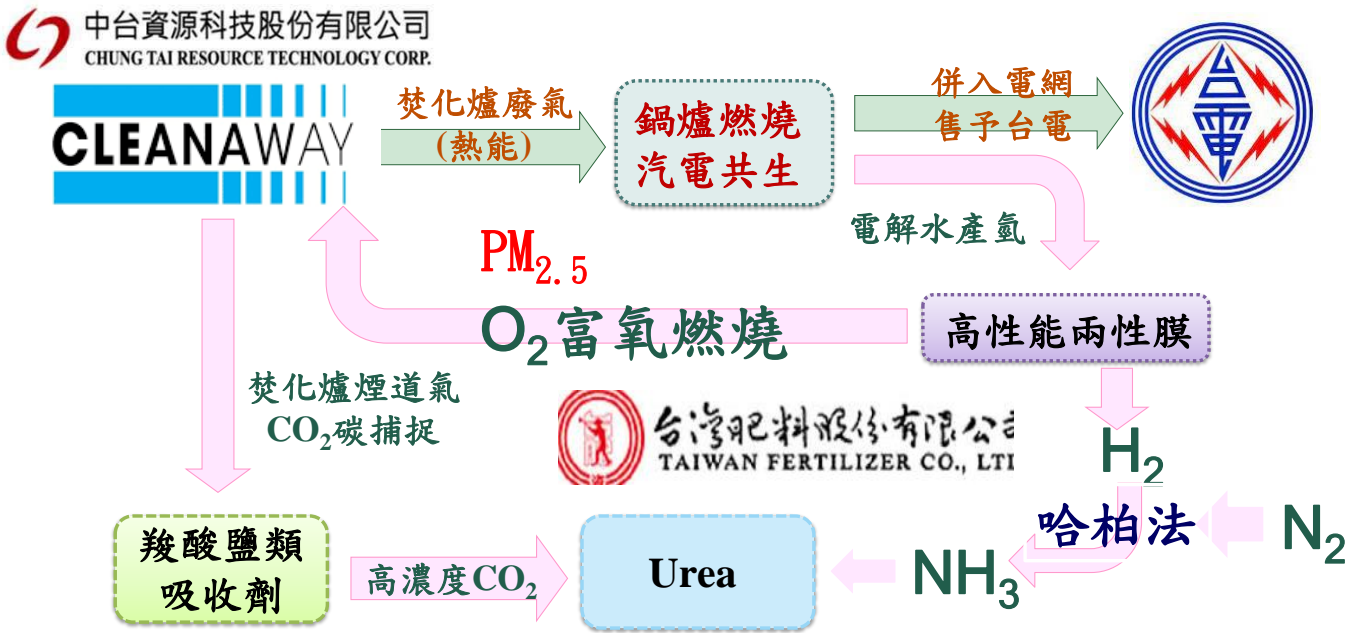 中台資源科技股份有限公司
CHUNG TAI RESOURCE TECHNOLOGY CORP.
CLEANAWAY
焚化爐廢氣
(熱能)
鍋爐燃燒
汽電共生
併入電網
售予台電
台電
電解水產氫
PM2.5
O2富氧燃燒
高性能兩性膜
焚化爐煙道氣
CO2碳捕捉
台灣肥料股份有限公司
TAIWAN FERTILIZER CO., LTD
H2
哈柏法
N2
羧酸鹽類
吸收劑
高濃度CO2
Urea
NH3